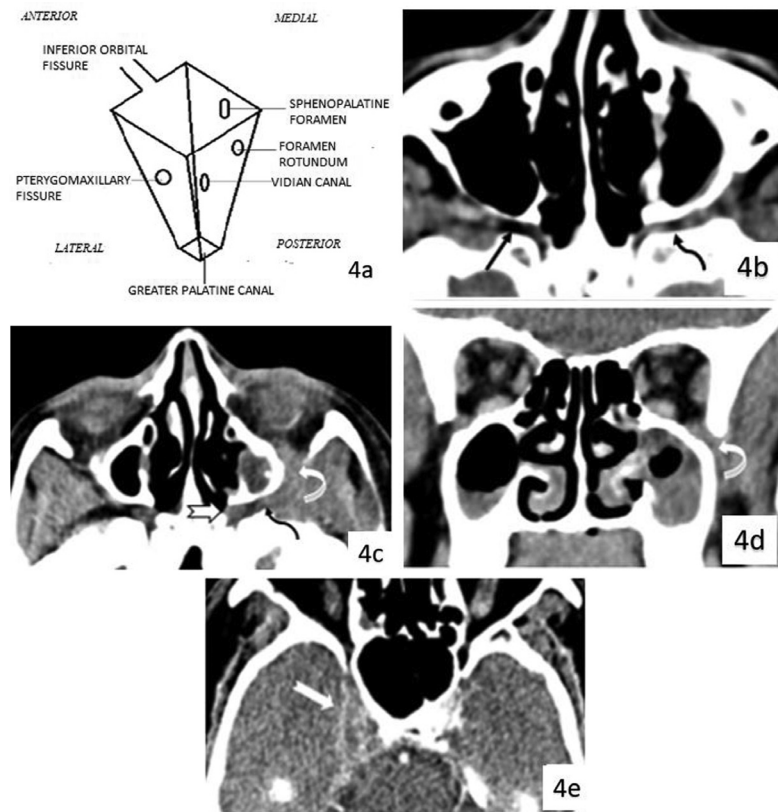 ANTERIOR
MEDIAL
INFERIOR ORBITAL
FISSURE
SPHENOPALATINE
FORAMEN
FORAMEN
ROTUNDUM
PTERYGOMAXILLARY
FISSURE
VIDIAN CANAL
LATERAL
POSTERIOR
GREATER PALATINE CANAL
4a
4b
4c
4d
4e